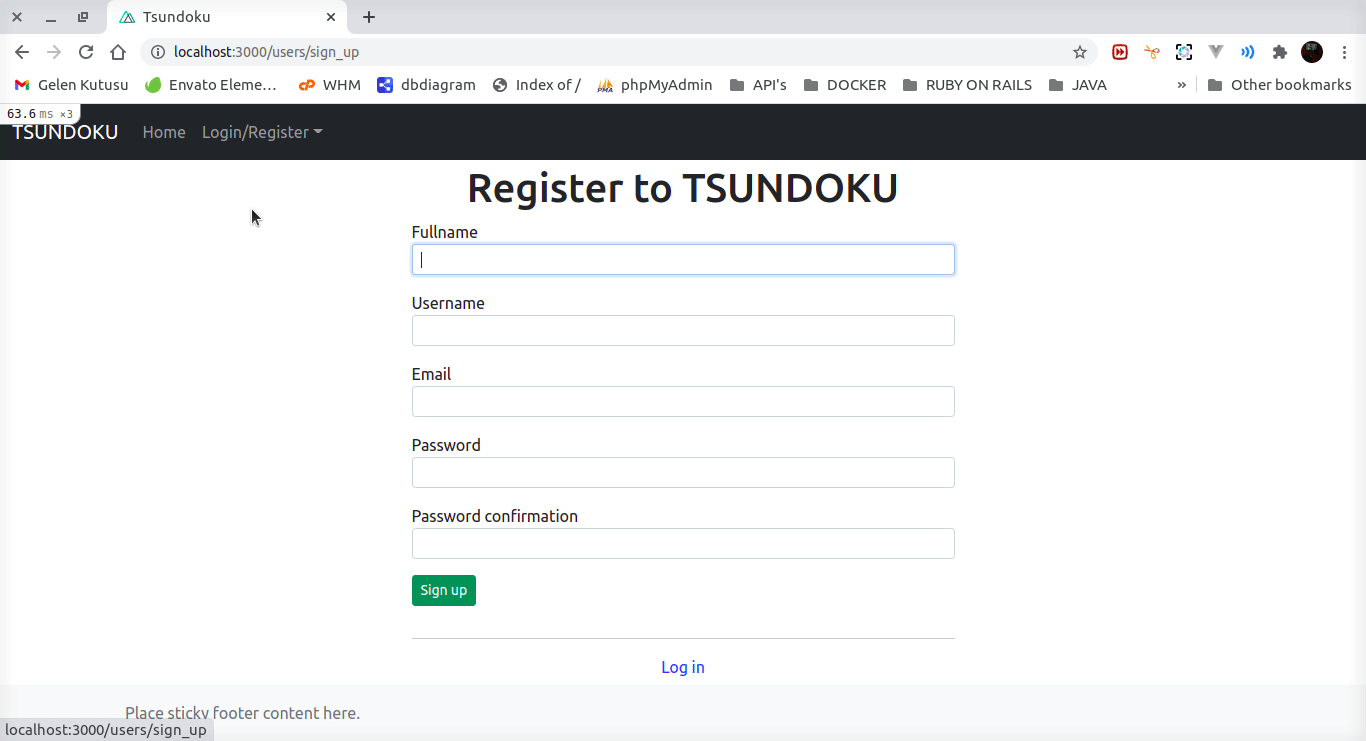 Tsundoku
localhost:3000/users/sign_up
Gelen Kutusu Envato Eleme... WHM dbdiagram Index of / phpMyAdmin API's DOCKER RUBY ON RAILS JAVA » Other bookmarks
63.6 ms ×3
TSUNDOKU Home Login/Register
Register to TSUNDOKU
Fullname
Username
Email
Password
Password confirmation
Sign up
Log in
Place sticky footer content here.
localhost:3000/users/sign_up